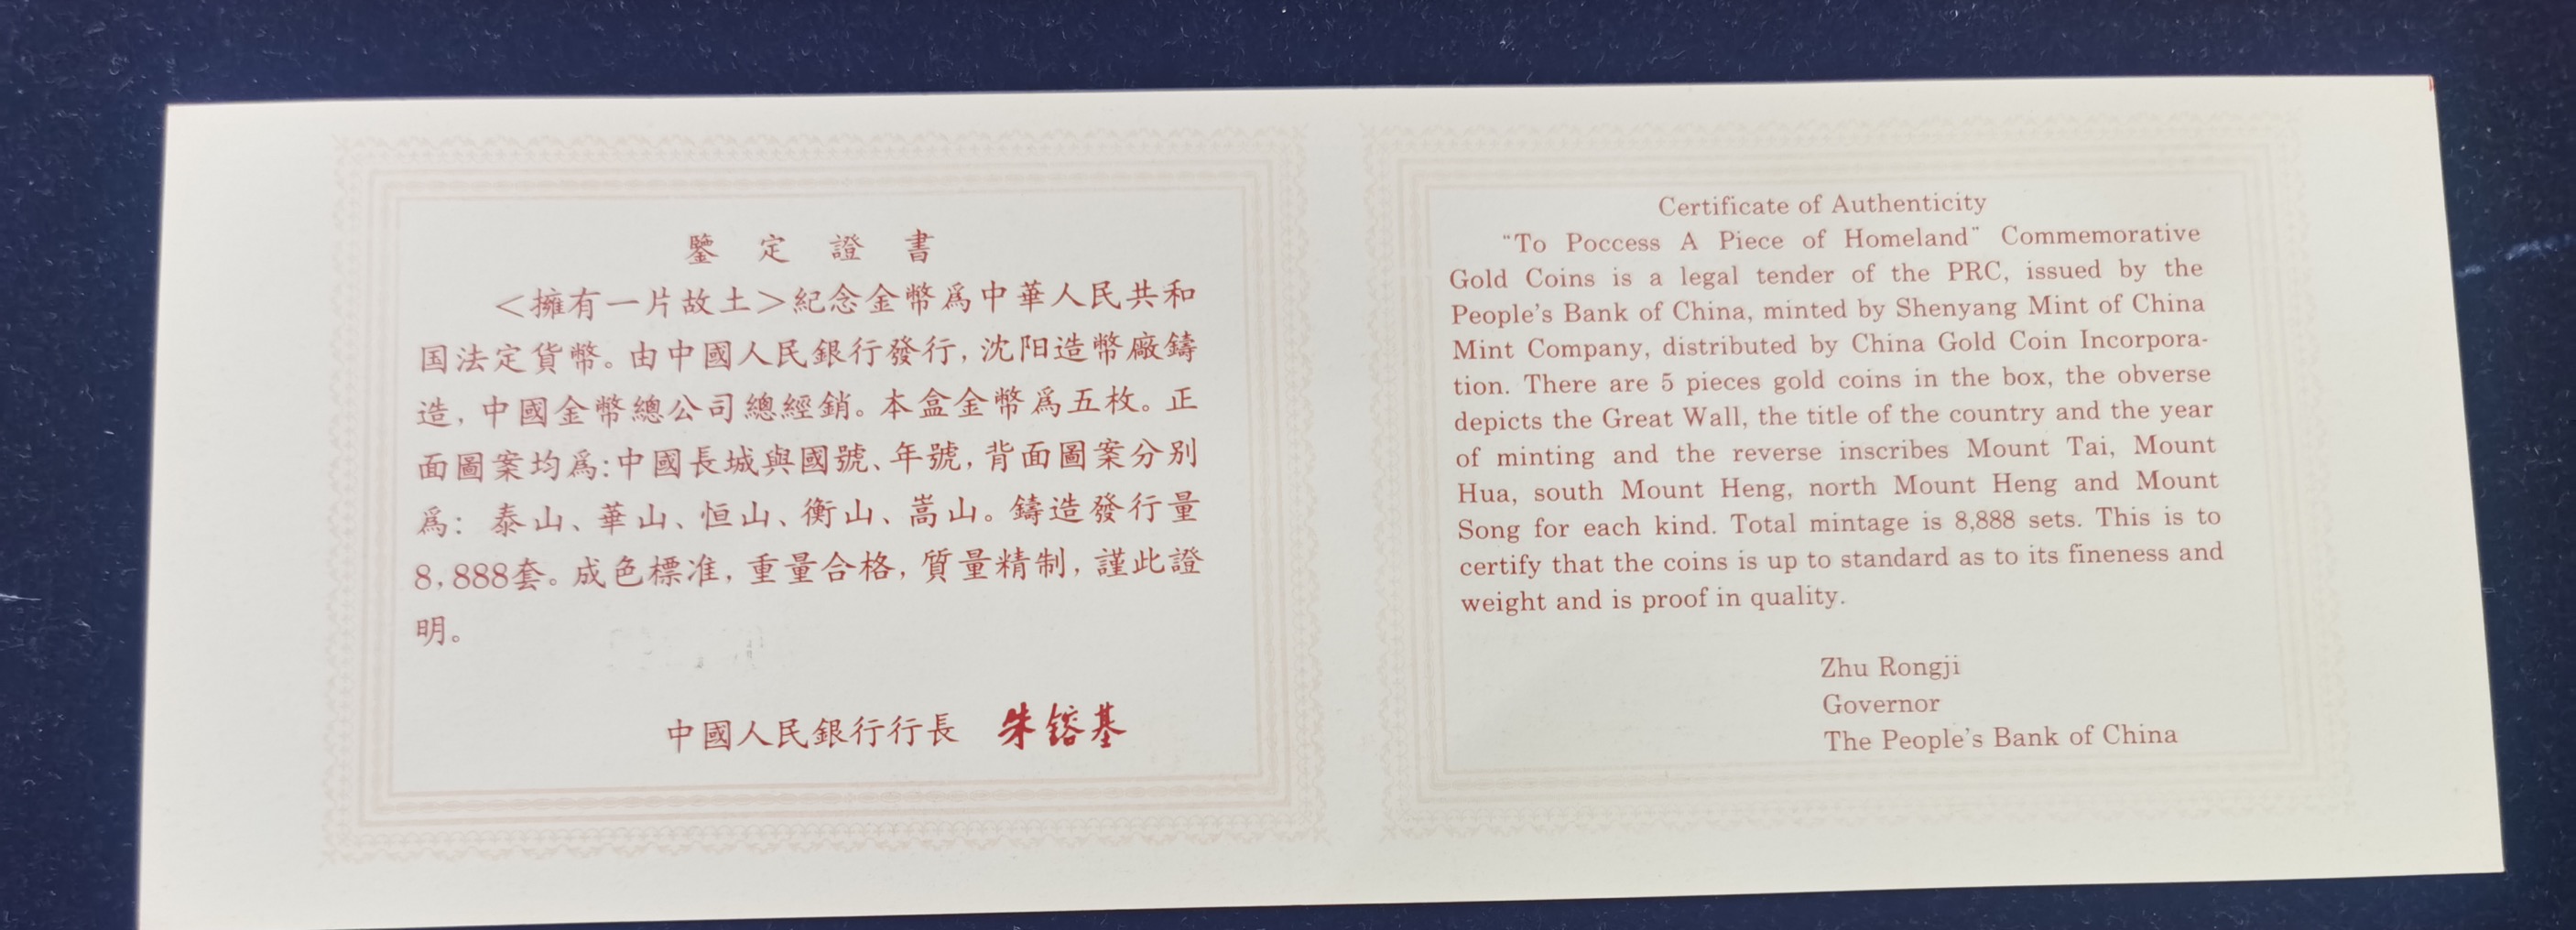 鑒定證書
<擁有一片故土>紀念金幣爲中華人民共和
国法定貨幣。由中國人民銀行發行，沈阳造幣廠鑄
造，中國金幣總公司總經銷。本盒金幣爲五枚。正
面圖案均爲:中國長城與國號、年號，背面圖案分别
爲：泰山、華山、恒山、衡山、嵩山。鑄造發行量
8,888套。成色標准，重量合格，質量精制，謹此證
明。
中國人民銀行行長 朱镕基
Certificate of Authenticity
"To Poccess A Piece of Homeland" Commemorative
Gold Coins is a legal tender of the PRC, issued by the
People's Bank of China, minted by Shenyang Mint of China
Mint Company, distributed by China Gold Coin Incorpora-
tion. There are 5 pieces gold coins in the box, the obverse
depicts the Great Wall, the title of the country and the year
of minting and the reverse inscribes Mount Tai, Mount
Hua, south Mount Heng, north Mount Heng and Mount
Song for each kind. Total mintage is 8,888 sets. This is to
certify that the coins is up to standard as to its fineness and
weight and is proof in quality.
Zhu Rongji
Governor
The People's Bank of China